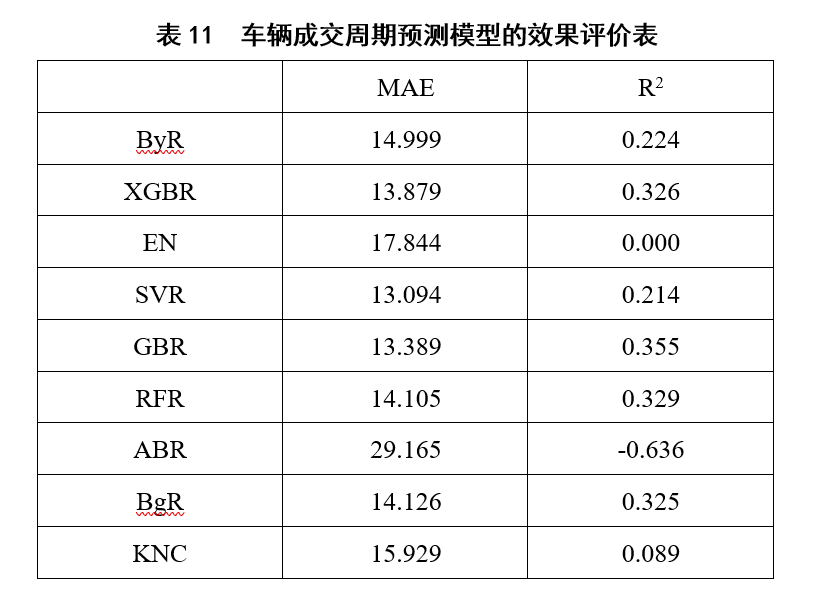 表 11 车辆成交周期预测模型的效果评价表
MAE R²
ByR 14.999 0.224
XGBR 13.879 0.326
EN 17.844 0.000
SVR 13.094 0.214
GBR 13.389 0.355
RFR 14.105 0.329
ABR 29.165 -0.636
BgR 14.126 0.325
KNC 15.929 0.089